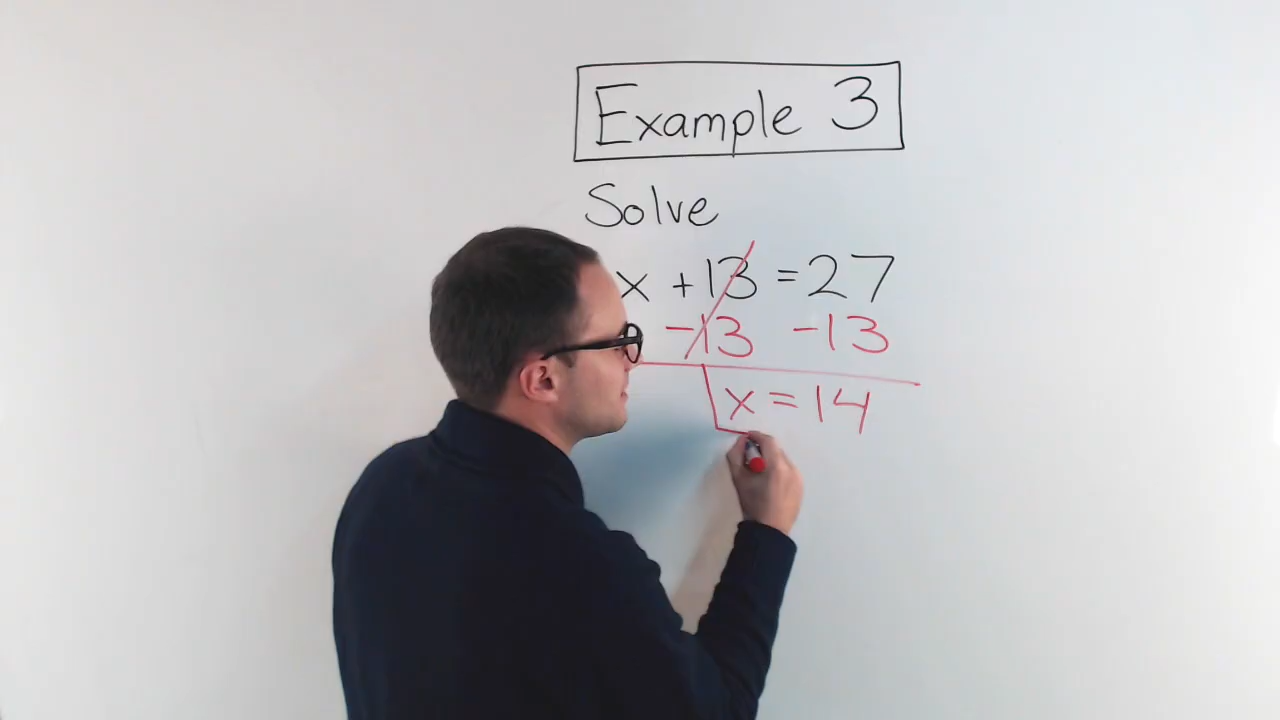 Example 3
Solve
x + 13 = 27
-13 -13
x = 14